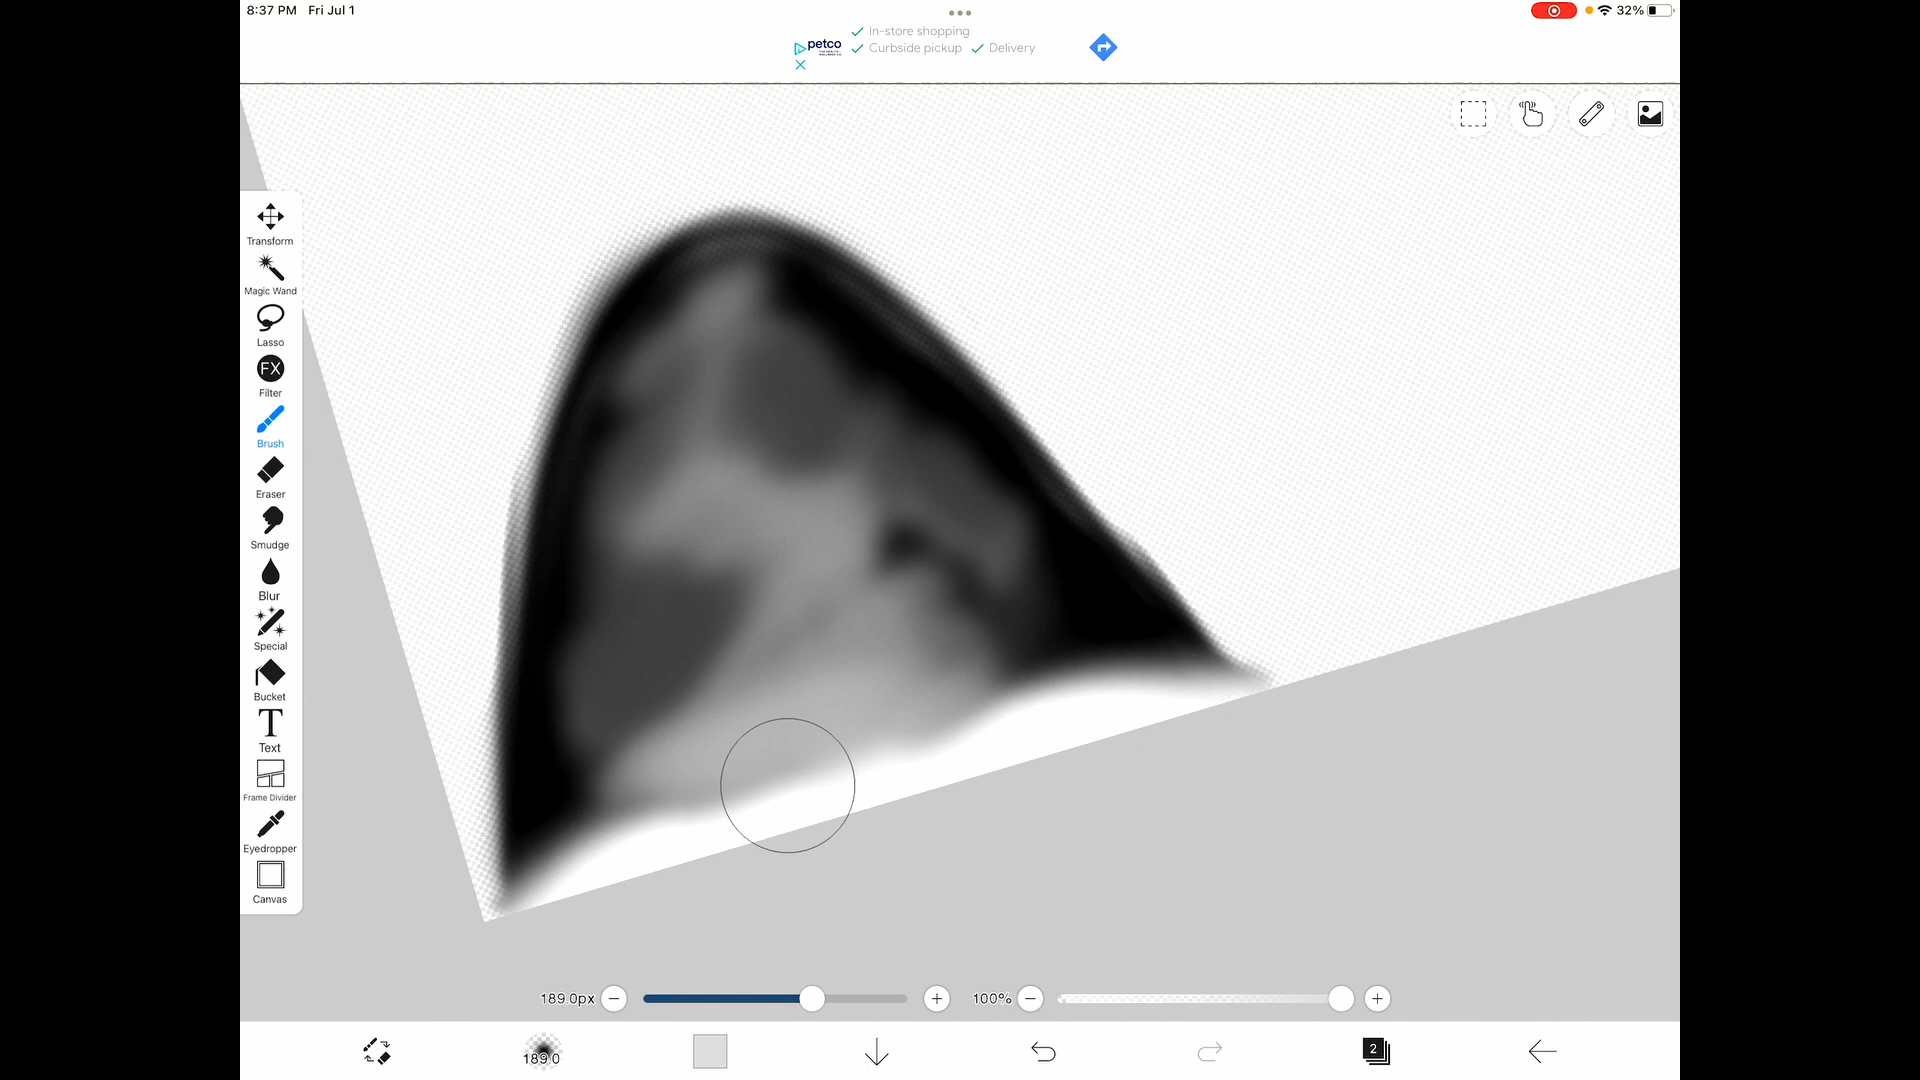 8:37 PM Fri Jul 1
32%
petco
In-store shopping
Curbside pickup
Delivery
Transform
Magic Wand
Lasso
FX
Filter
Brush
Eraser
Smudge
Blur
Special
Bucket
T
Text
Frame Divider
Eyedropper
Canvas
189.0px
100%
189.0
2